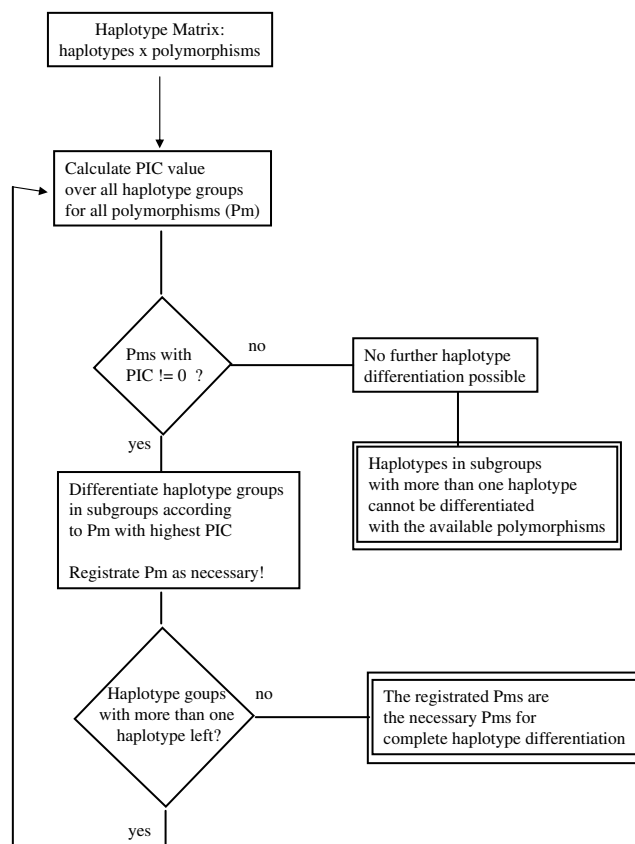 Haplotype Matrix:
haplotypes x polymorphisms
Calculate PIC value
over all haplotype groups
for all polymorphisms (Pm)
Pms with
PIC != 0 ?
no
No further haplotype
differentiation possible
yes
Haplotypes in subgroups
with more than one haplotype
cannot be differentiated
with the available polymorphisms
Differentiate haplotype groups
in subgroups according
to Pm with highest PIC
Registrate Pm as necessary!
Haplotype goups
with more than one
haplotype left?
no
The registrated Pms are
the necessary Pms for
complete haplotype differentiation
yes